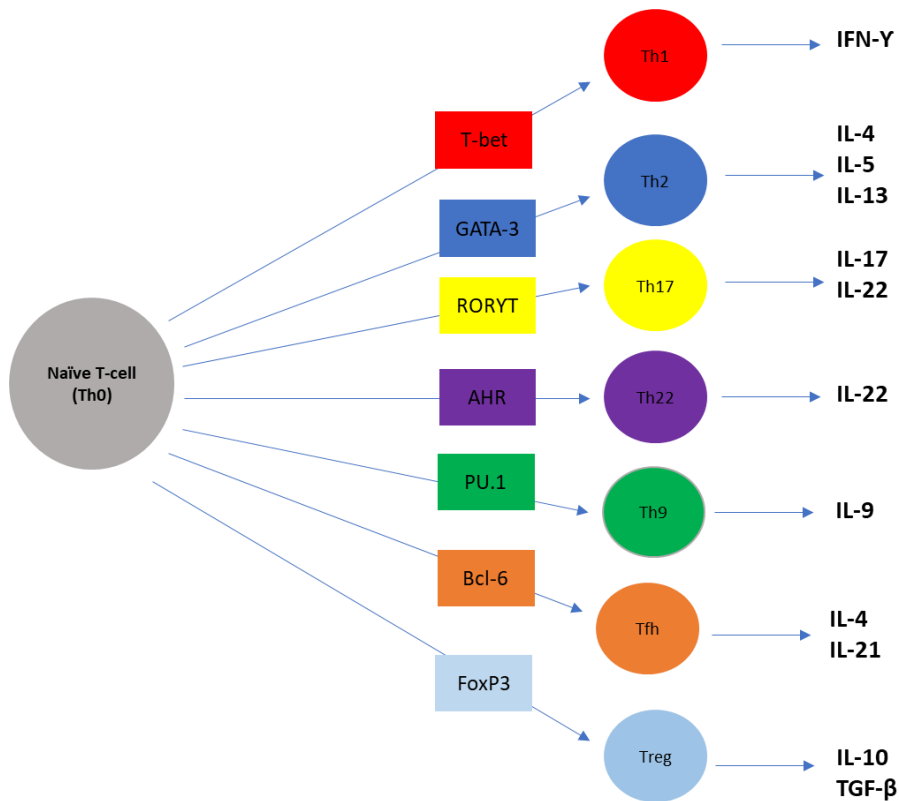 Naïve T-cell
(Th0)
T-bet
GATA-3
RORYT
AHR
PU.1
Bcl-6
FoxP3
Th1
Th2
Th17
Th22
Th9
Tfh
Treg
IFN-Y
IL-4
IL-5
IL-13
IL-17
IL-22
IL-22
IL-9
IL-4
IL-21
IL-10
TGF-β